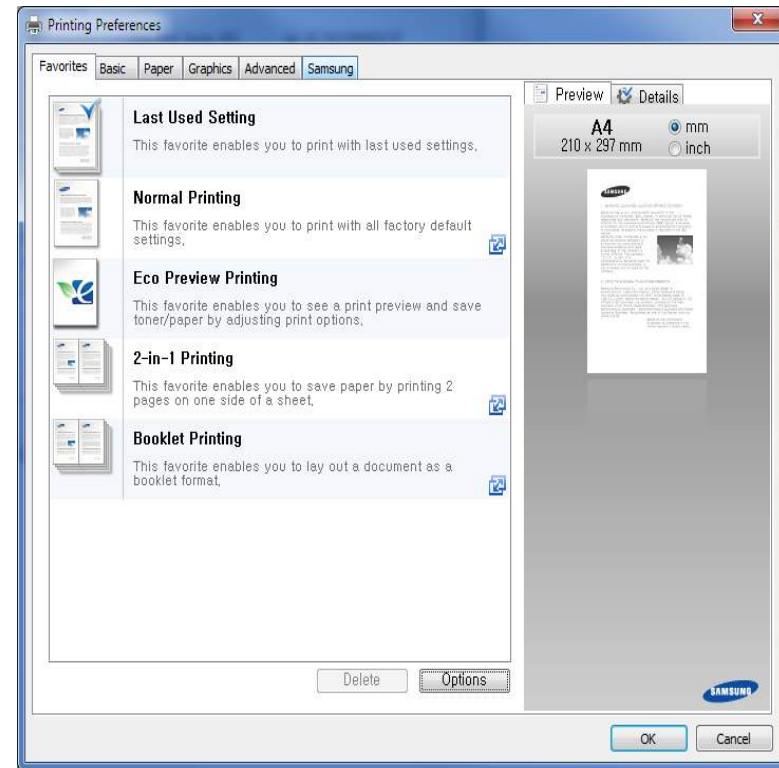 Printing Preferences
x
Favorites Basic Paper Graphics Advanced Samsung
Last Used Setting
This favorite enables you to print with last used settings.
Normal Printing
This favorite enables you to print with all factory default
settings.
Eco Preview Printing
This favorite enables you to see a print preview and save
toner/paper by adjusting print options.
2-in-1 Printing
This favorite enables you to save paper by printing 2
pages on one side of a sheet.
Booklet Printing
This favorite enables you to lay out a document as a
booklet format.
Delete Options
Preview Details
A4
210 x 297 mm
mm
inch
SAMSUNG
SAMSUNG
OK Cancel